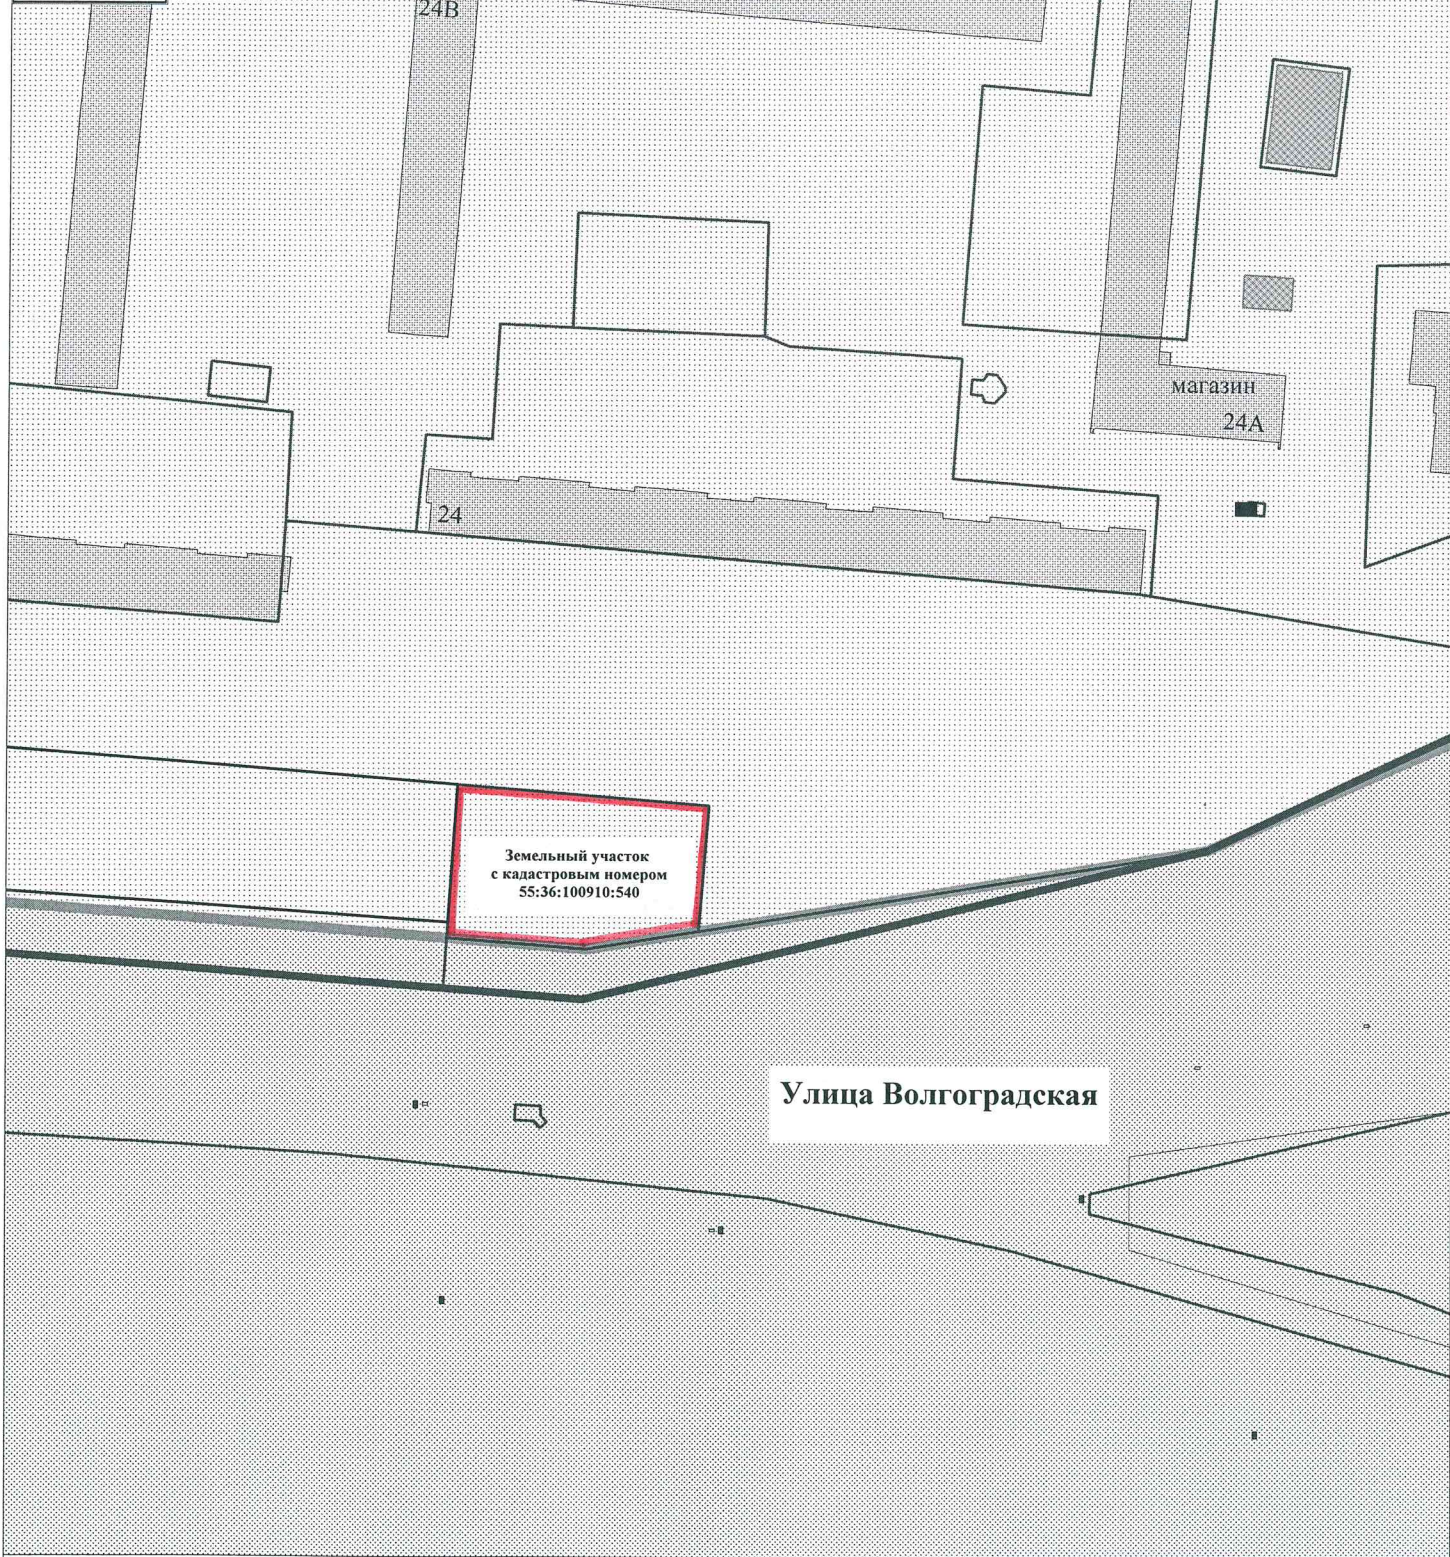 24В
магазин
24А
24
Земельный участок
с кадастровым номером
55:36:100910:540
Улица Волгоградская